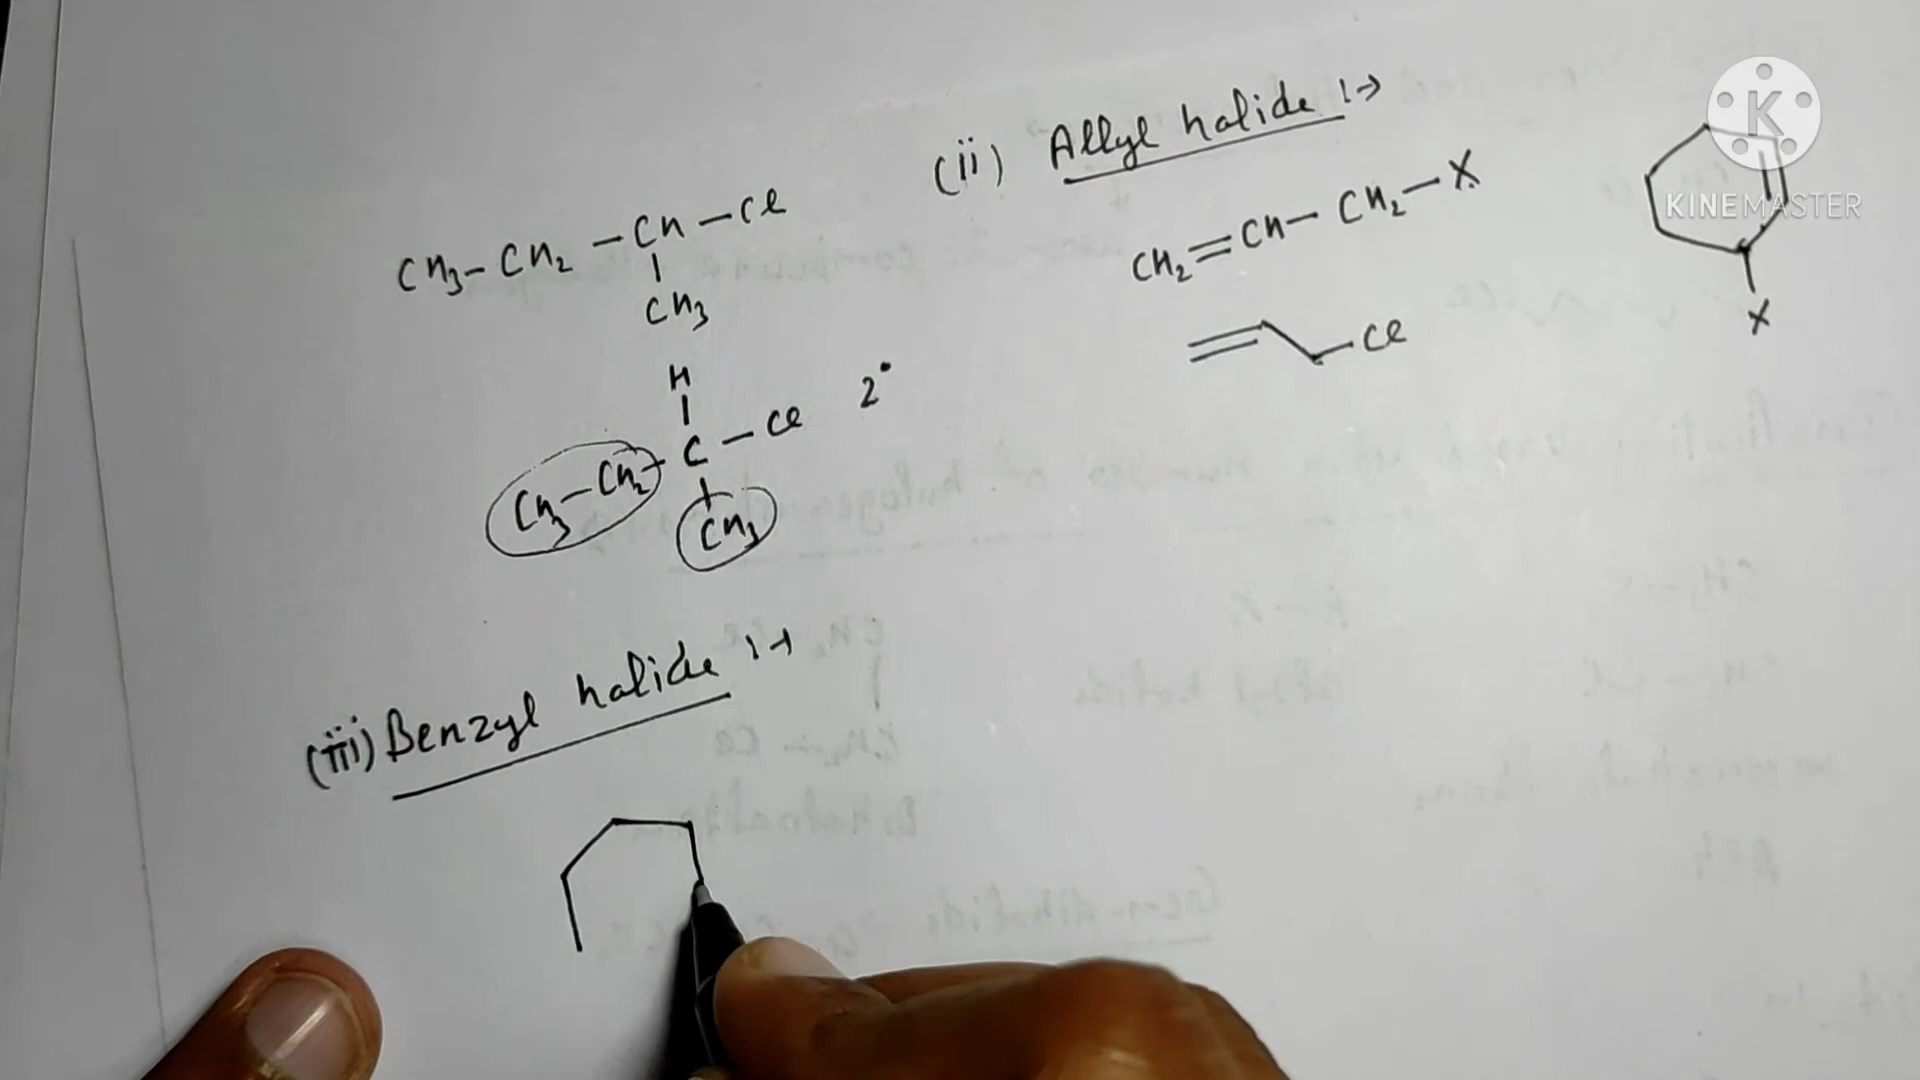 CH3 - CH2 - CH - Cl
|
CH3
H
|
CH3 - CH2 - C - Cl 2°
|
CH3
(ii) Allyl halide :→
CH2 = CH - CH2 - X
Cl
X
(iii) Benzyl halide :→
K
KINEMASTER